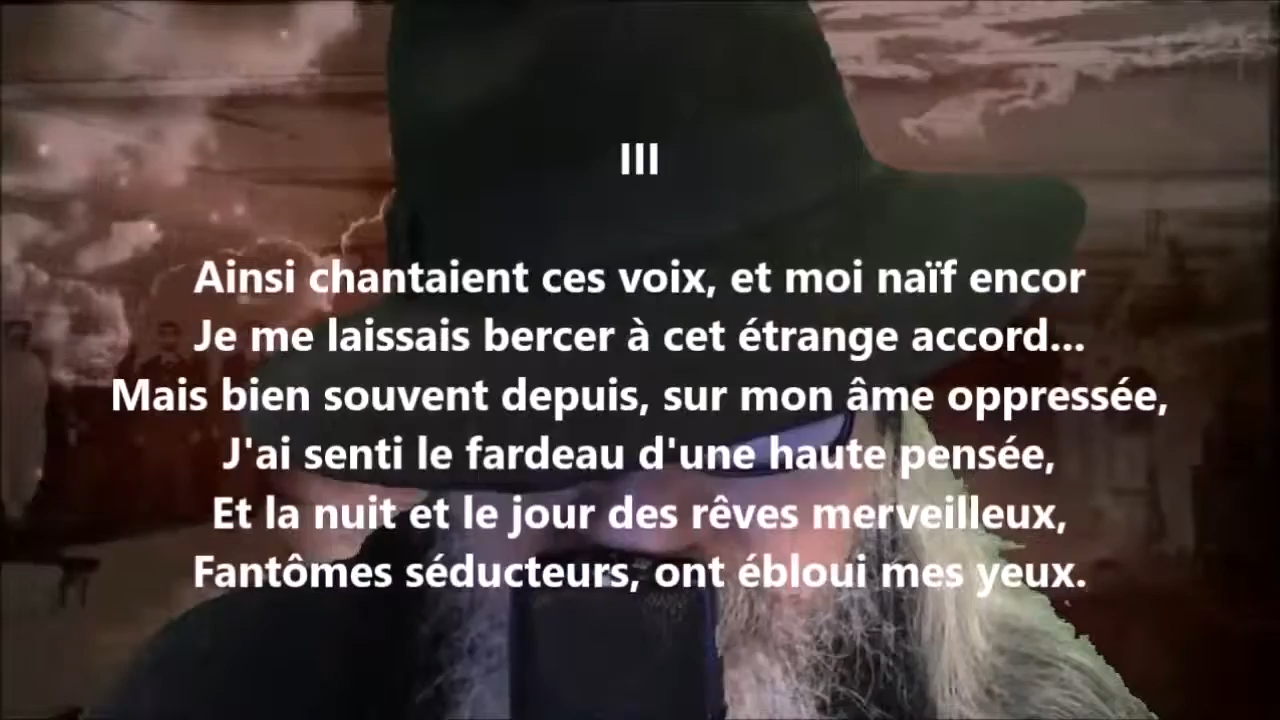 III
Ainsi chantaient ces voix, et moi naïf encor
Je me laissais bercer à cet étrange accord...
Mais bien souvent depuis, sur mon âme oppressée,
J'ai senti le fardeau d'une haute pensée,
Et la nuit et le jour des rêves merveilleux,
Fantômes séducteurs, ont ébloui mes yeux.